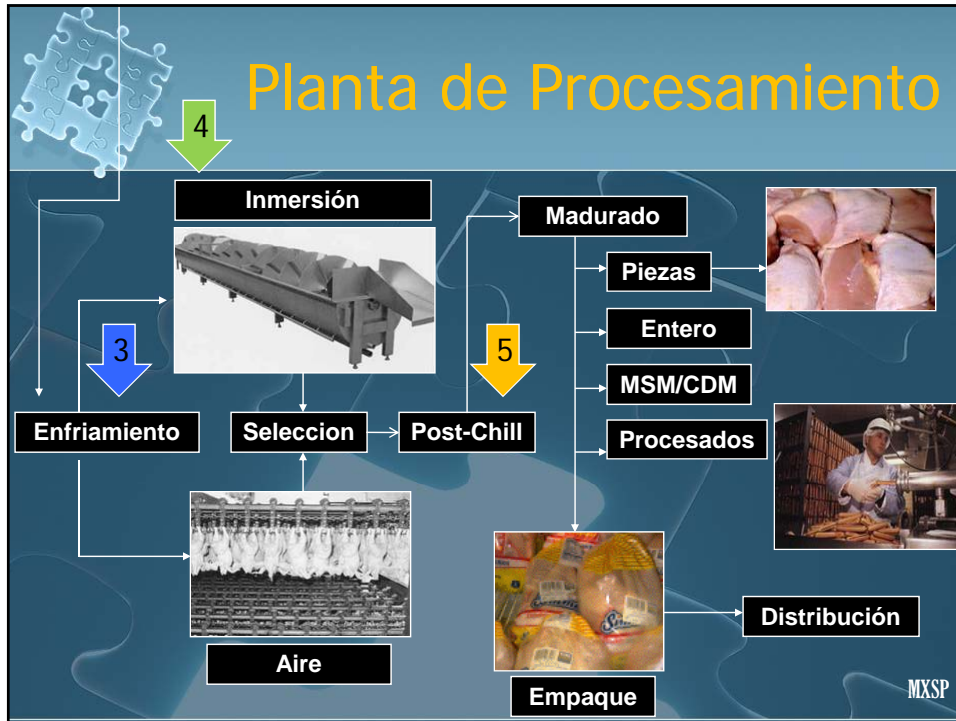 Planta de Procesamiento
4
Inmersión
Madurado
Piezas
Entero
3
5
MSM/CDM
Enfriamiento
Seleccion
Post-Chill
Procesados
Distribución
Aire
Empaque
MXSP